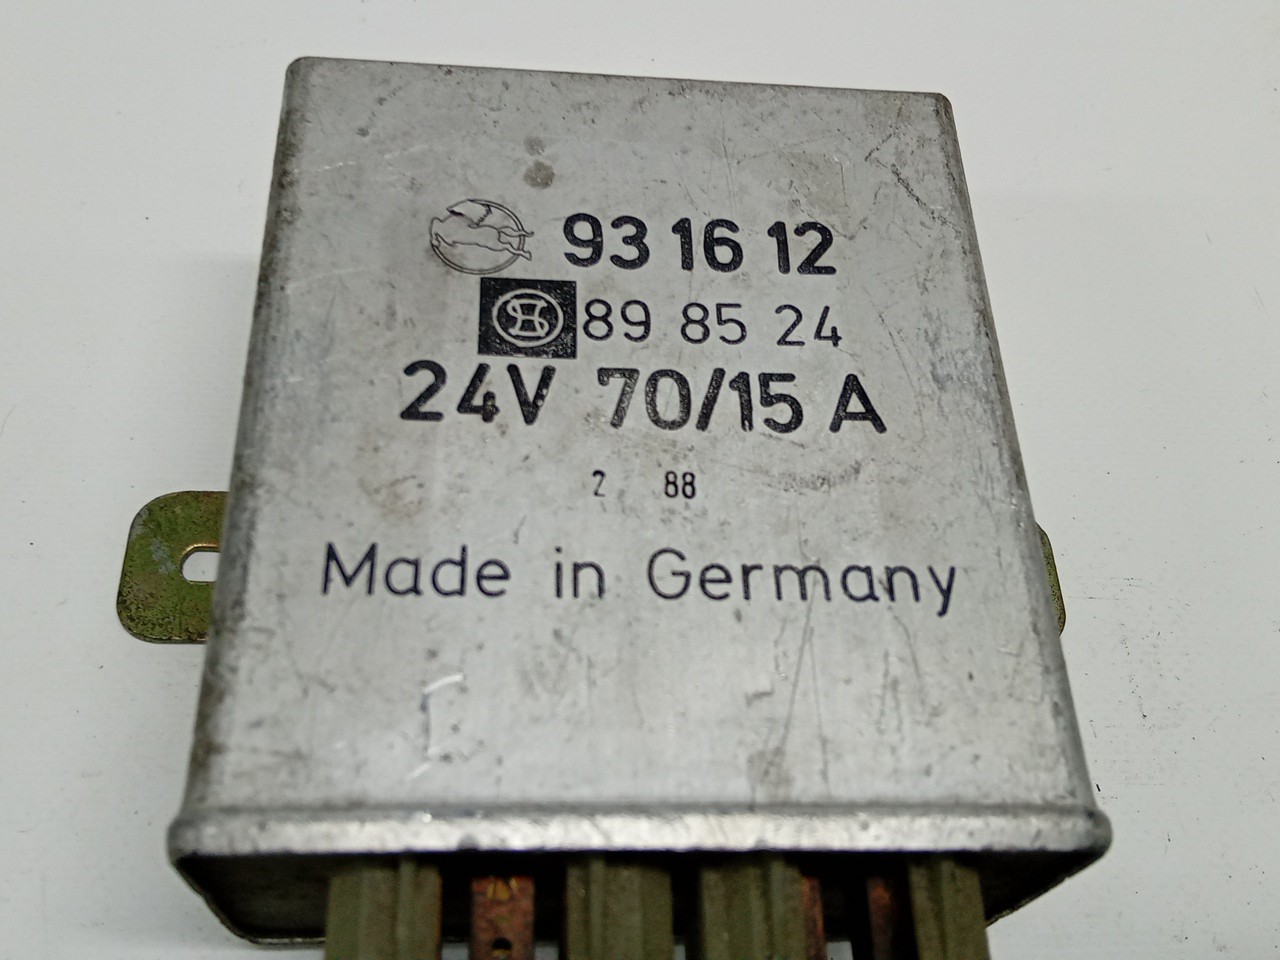 93 16 12
89 85 24
24V 70/15 A
2 88
Made in Germany